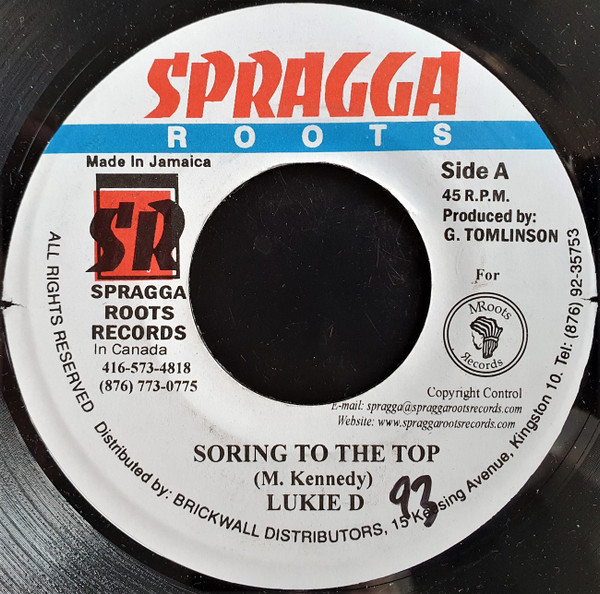 SPRAGGA
ROOTS
Made In Jamaica
SR
SPRAGGA
ROOTS
RECORDS
In Canada
416-573-4818
(876) 773-0775
Side A
45 R.P.M.
Produced by:
G. TOMLINSON
For
MRoots
Records
Copyright Control
E-mail: spragga@spraggarootsrecords.com
Website: www.spraggarootsrecords.com
SORING TO THE TOP
(M. Kennedy)
LUKIE D
93
ALL RIGHTS RESERVED
Distributed by: BRICKWALL DISTRIBUTORS, 15 Keesing Avenue, Kingston 10. Tel: (876) 92-35753